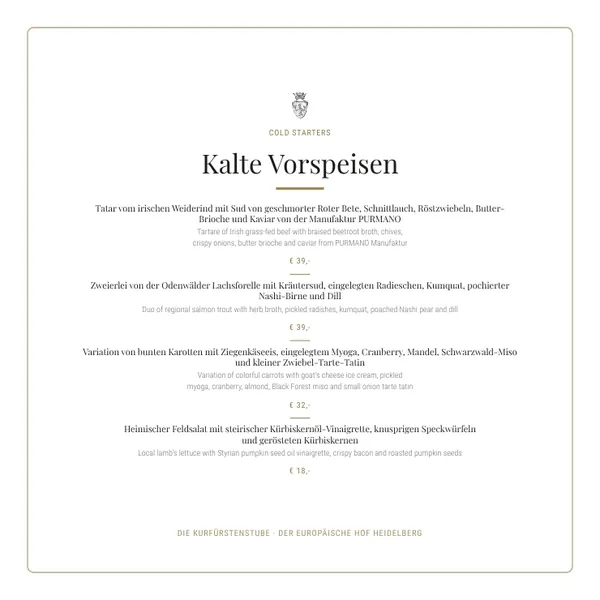 COLD STARTERS
Kalte Vorspeisen
Tatar vom irischen Weiderind mit Sud von geschmorter Roter Bete, Schnittlauch, Röstzwiebeln, Butter-
Brioche und Kaviar von der Manufaktur PURMANO
Tartare of Irish grass-fed beef with braised beetroot broth, chives,
crispy onions, butter brioche and caviar from PURMANO Manufaktur
€ 39,-
Zweierlei von der Odenwälder Lachsforelle mit Kräutersud, eingelegten Radieschen, Kumquat, pochierter
Nashi-Birne und Dill
Duo of regional salmon trout with herb broth, pickled radishes, kumquat, poached Nashi pear and dill
€ 39,-
Variation von bunten Karotten mit Ziegenkäseeis, eingelegtem Myoga, Cranberry, Mandel, Schwarzwald-Miso
und kleiner Zwiebel-Tarte-Tatin
Variation of colorful carrots with goat's cheese ice cream, pickled
myoga, cranberry, almond, Black Forest miso and small onion tarte tatin
€ 32,-
Heimischer Feldsalat mit steirischer Kürbiskernöl-Vinaigrette, knusprigen Speckwürfeln
und gerösteten Kürbiskernen
Local lamb's lettuce with Styrian pumpkin seed oil vinaigrette, crispy bacon and roasted pumpkin seeds
€ 18,-
DIE KURFÜRSTENSTUBE · DER EUROPÄISCHE HOF HEIDELBERG